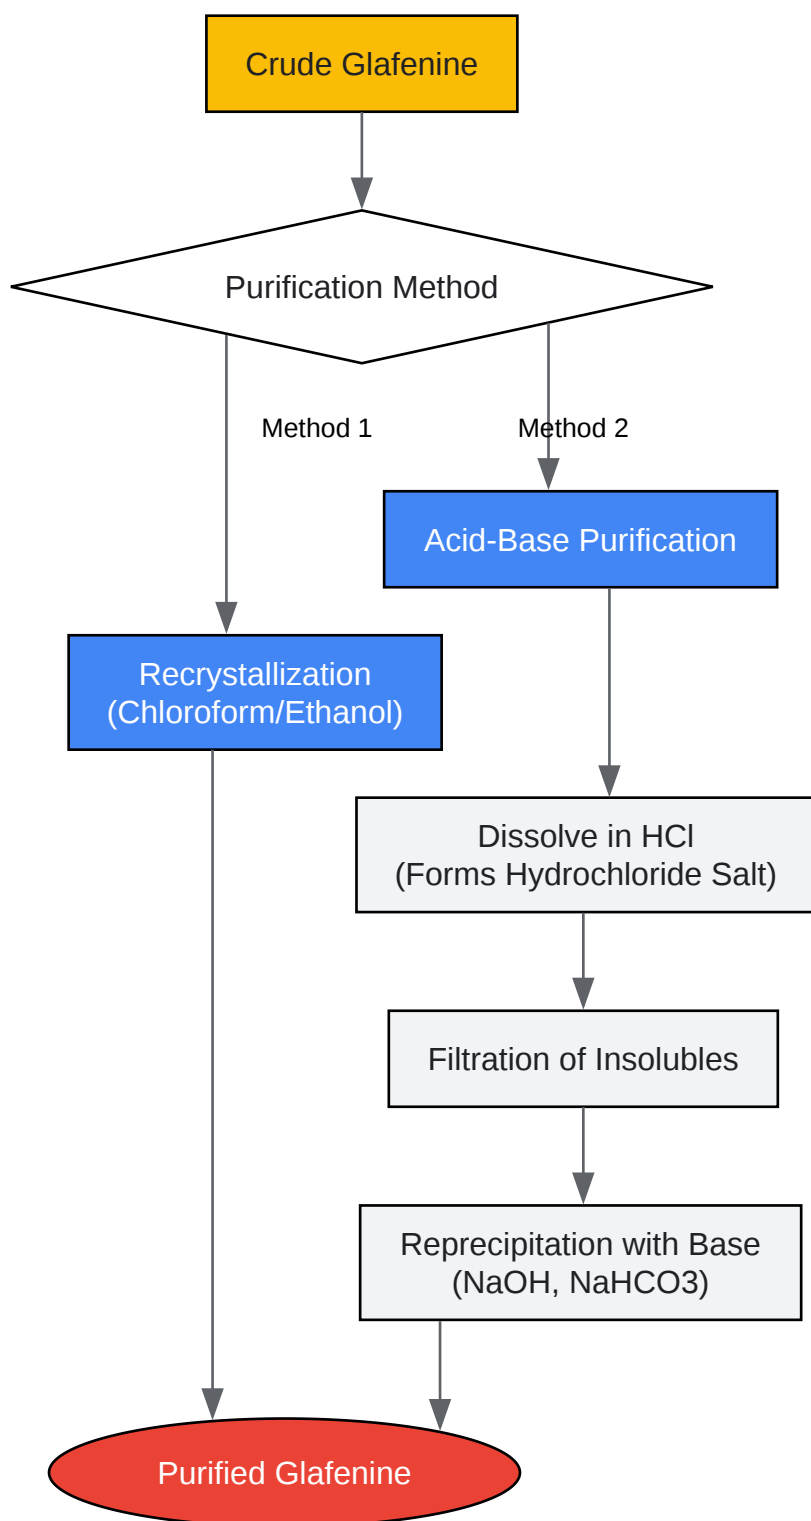 Crude Glafenine
Purification Method
Method 1
Method 2
Acid-Base Purification
Recrystallization
(Chloroform/Ethanol)
Dissolve in HCl
(Forms Hydrochloride Salt)
Filtration of Insolubles
Reprecipitation with Base
(NaOH, NaHCO3)
Purified Glafenine